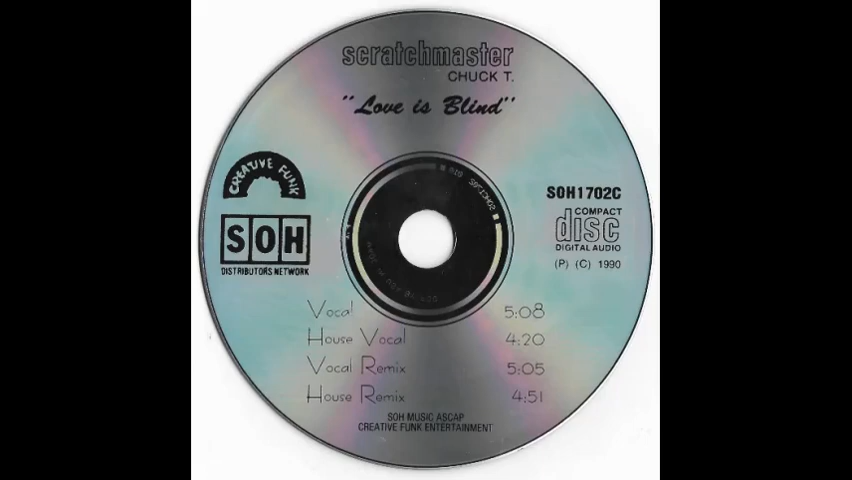 scratchmaster
CHUCK T.
"Love is Blind"
CREATIVE FUNK
SOH
DISTRIBUTORS NETWORK
SOH1702C
COMPACT
disc
DIGITAL AUDIO
(P) (C) 1990
Vocal 5:08
House Vocal 4:20
Vocal Remix 5:05
House Remix 4:51
SOH MUSIC ASCAP
CREATIVE FUNK ENTERTAINMENT